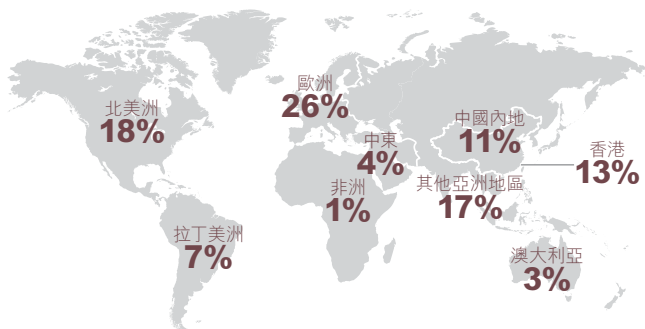 歐洲
26%
北美洲
18%
中國內地
11%
中東
4%
香港
13%
非洲
1%
其他亞洲地區
17%
拉丁美洲
7%
澳大利亞
3%